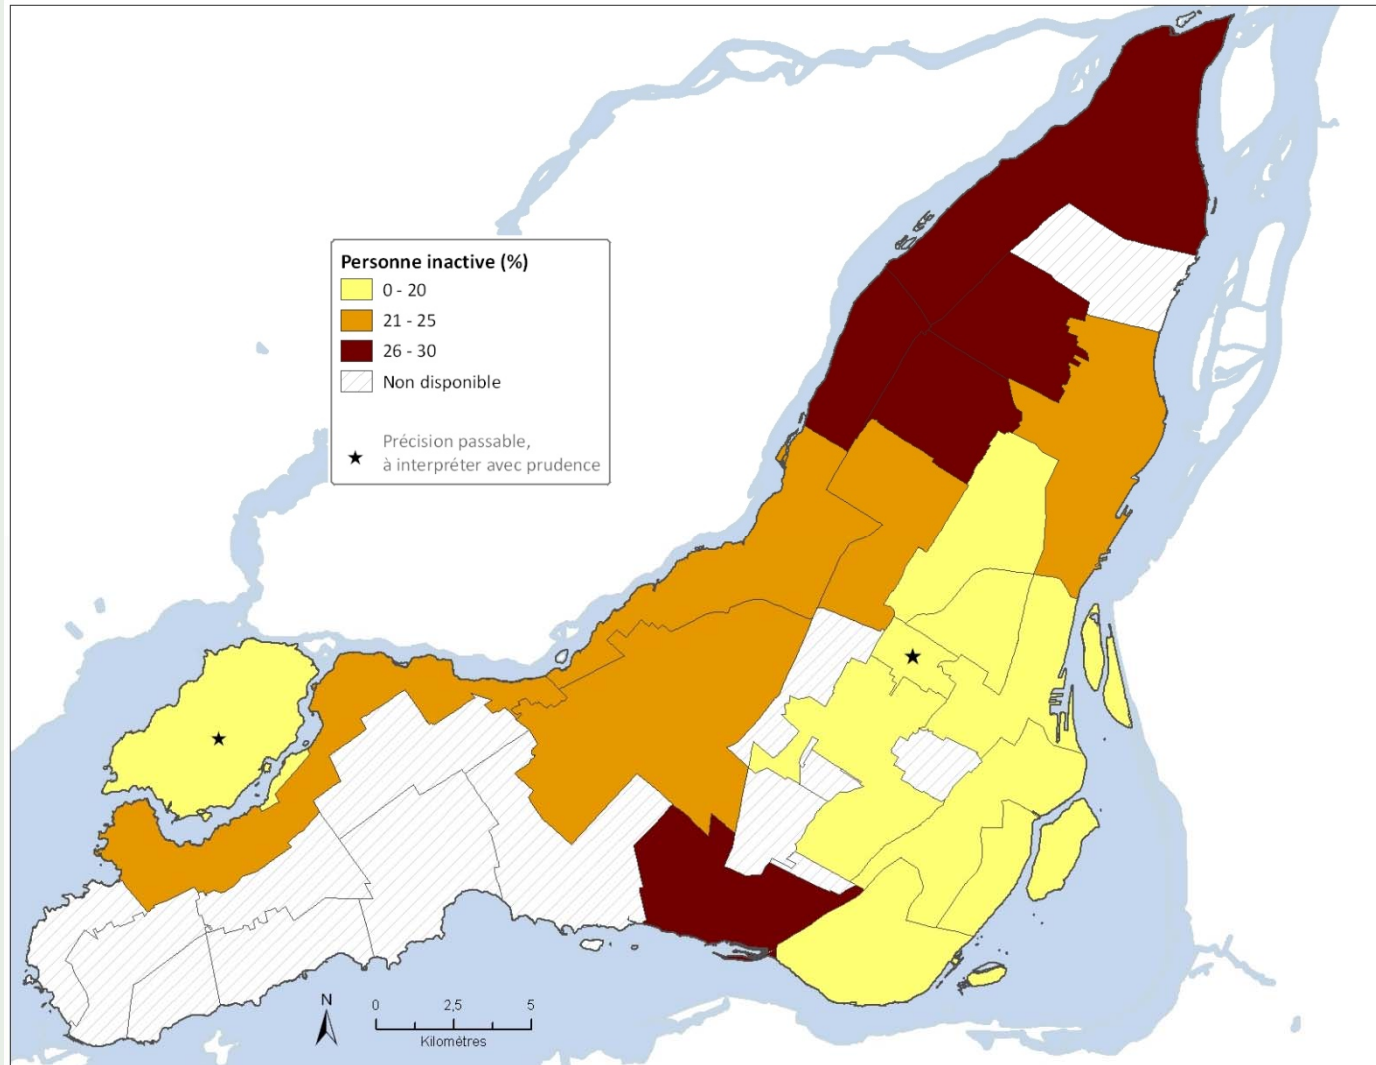 Personne inactive (%)
0 - 20
21 - 25
26 - 30
Non disponible
Précision passable,
à interpréter avec prudence
N
0 2,5 5
Kilométres